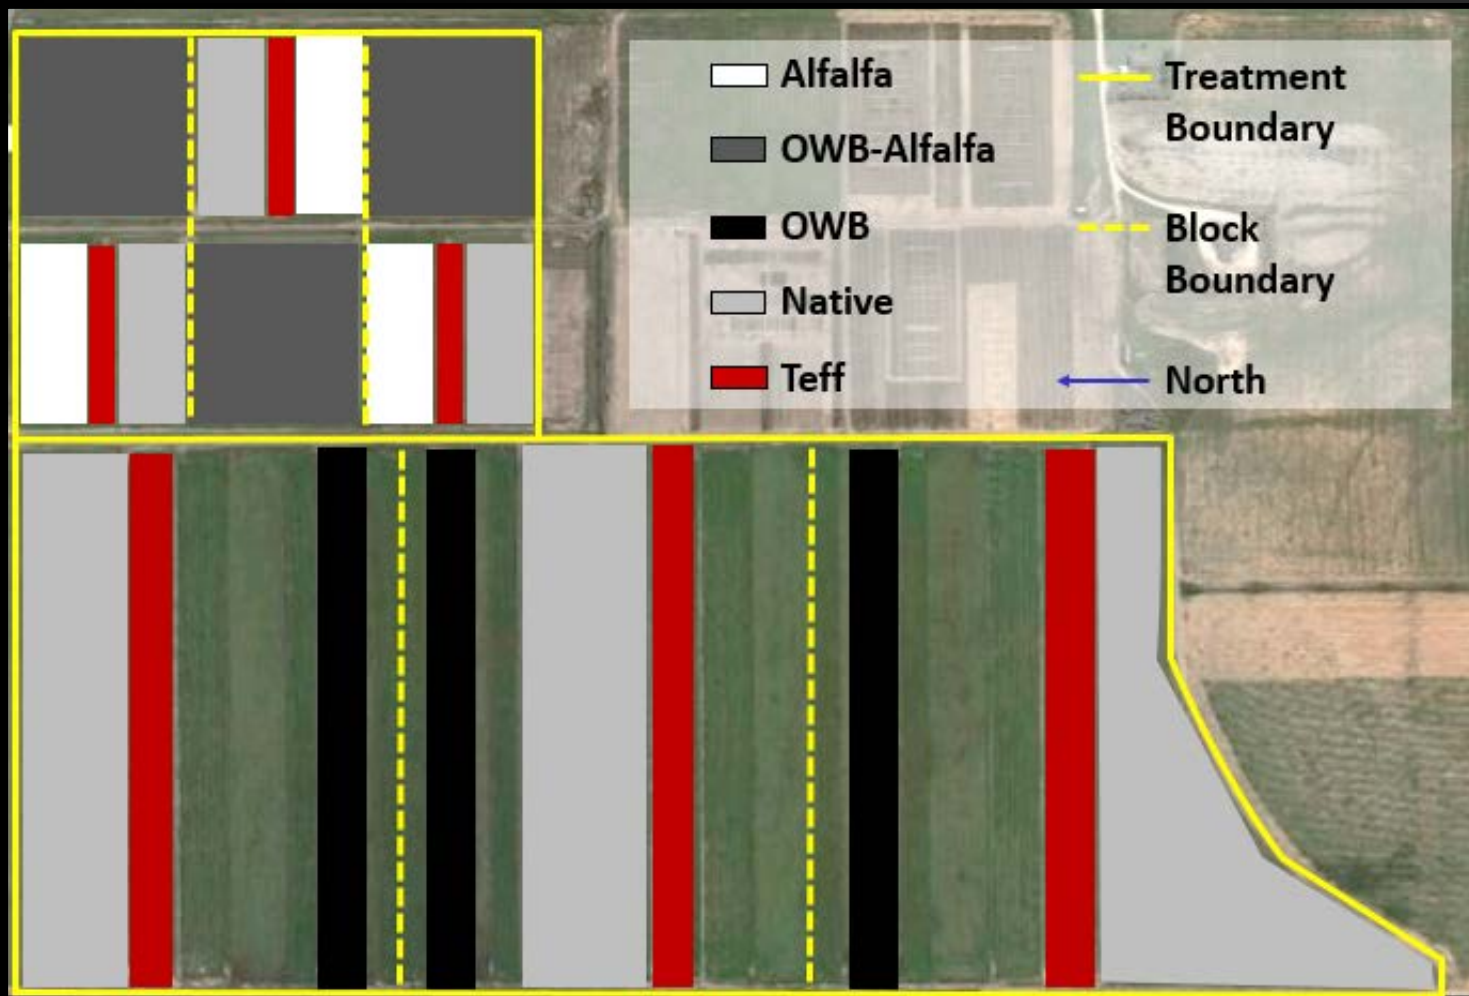 Alfalfa
OWB-Alfalfa
OWB
Native
Teff
Treatment
Boundary
Block
Boundary
North